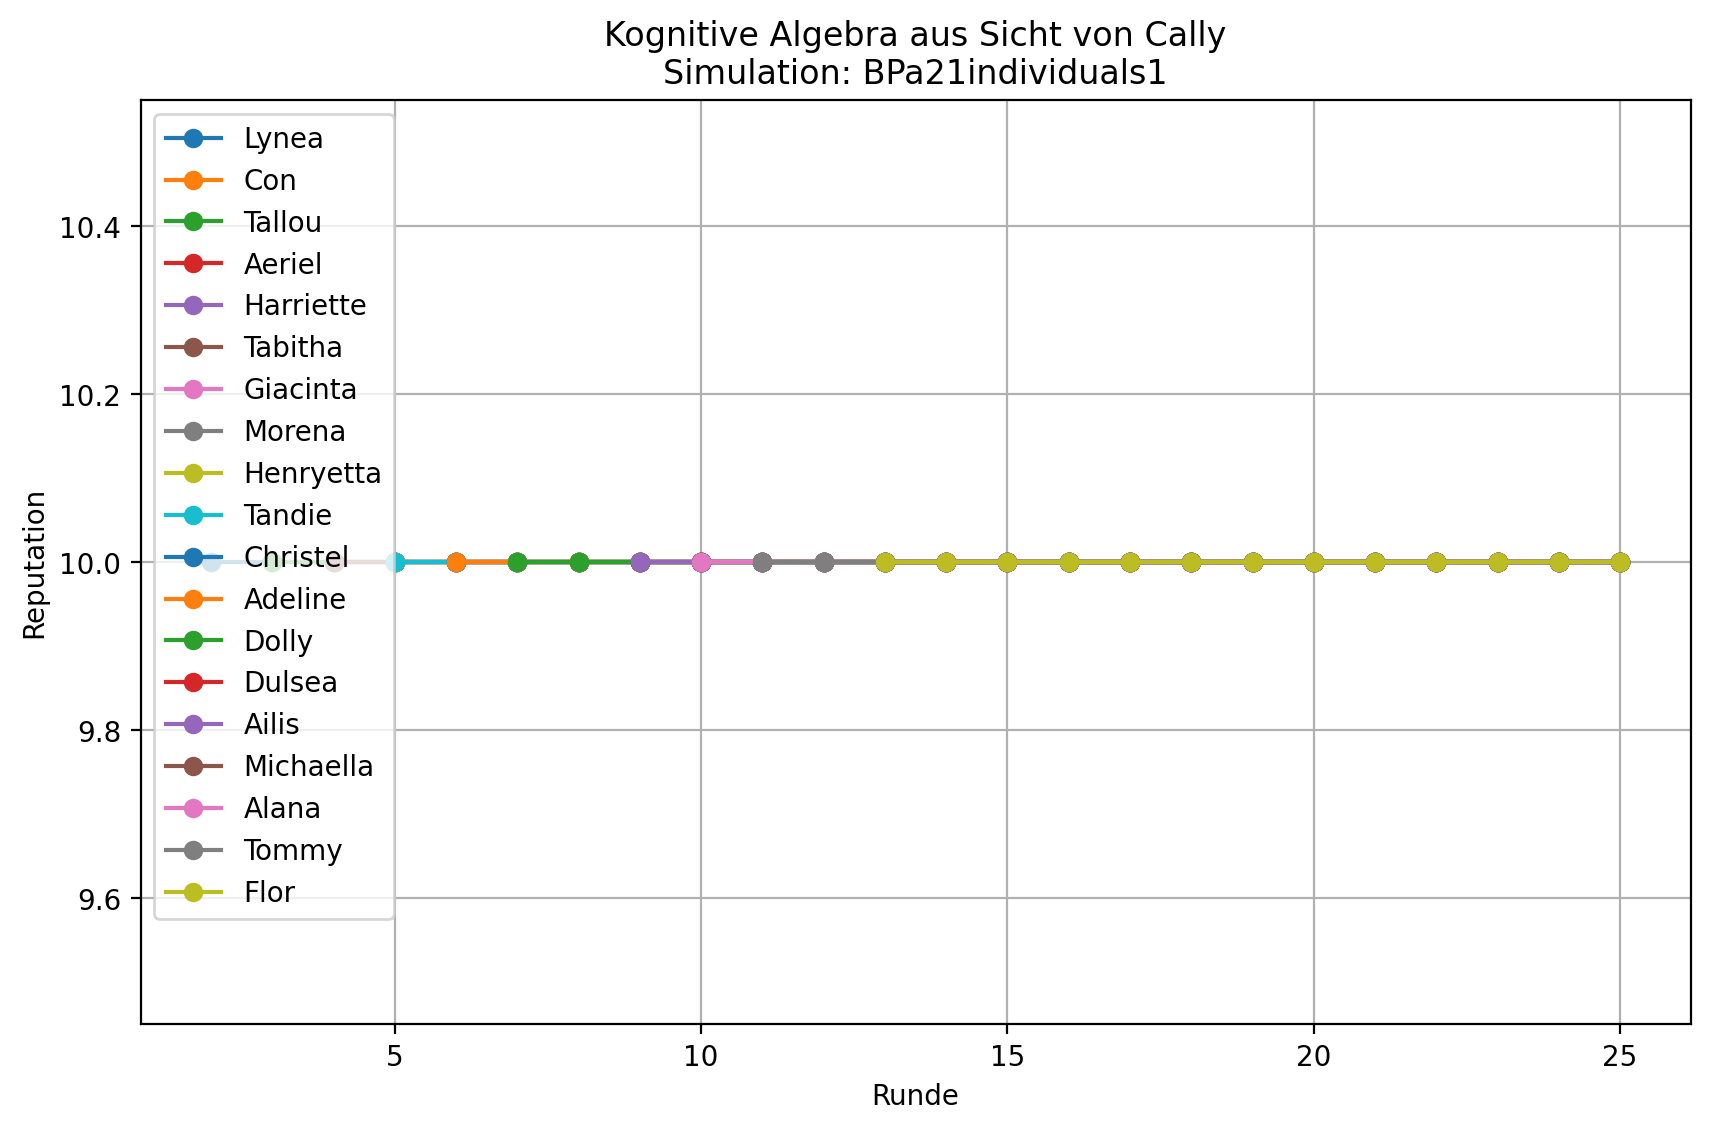 Kognitive Algebra aus Sicht von Cally
Simulation: BPa21individuals1
Lynea
Con
Tallou
Aeriel
Harriette
Tabitha
Giacinta
Morena
Henryetta
Tandie
Christel
Adeline
Dolly
Dulsea
Ailis
Michaella
Alana
Tommy
Flor
Reputation
10.4
10.2
10.0
9.8
9.6
5
10
15
20
25
Runde